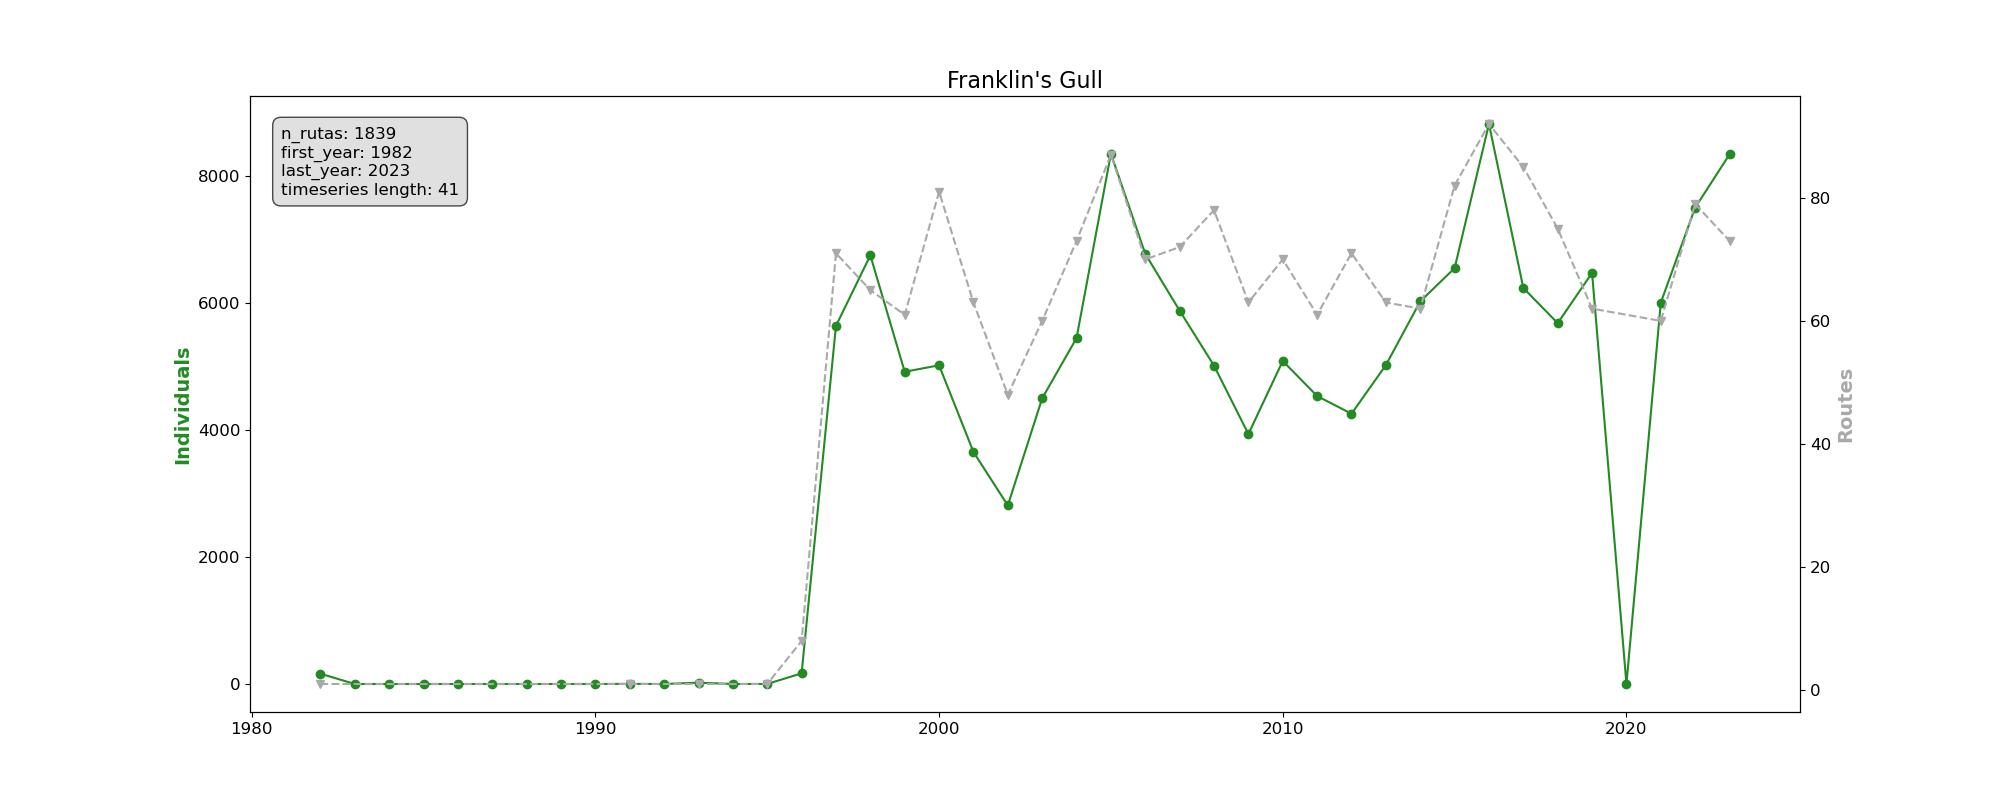 Franklin's Gull
n_rutas: 1839
first_year: 1982
last_year: 2023
timeseries length: 41
Individuals
8000
6000
4000
2000
0
Routes
80
60
40
20
0
1980
1990
2000
2010
2020